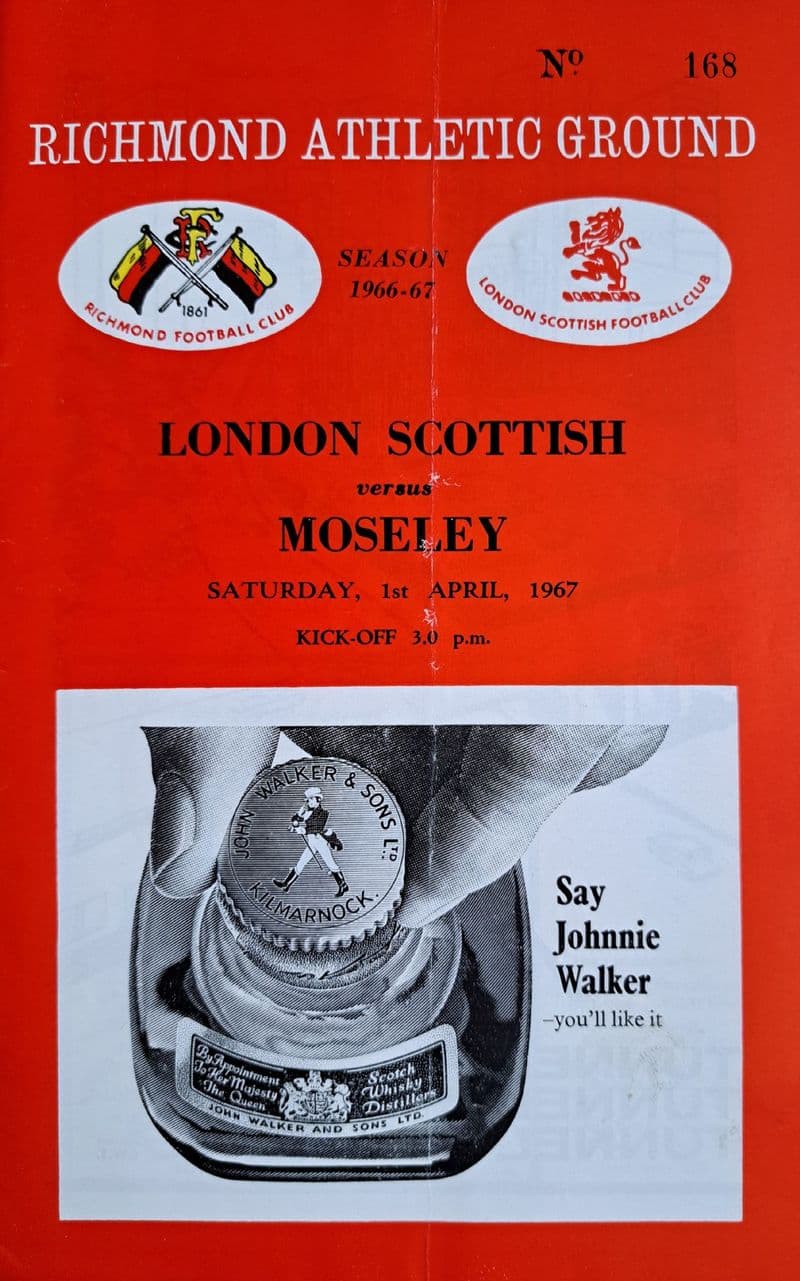 Nº 168
RICHMOND ATHLETIC GROUND
1861
RICHMOND FOOTBALL CLUB
SEASON
1966-67
LONDON SCOTTISH FOOTBALL CLUB
LONDON SCOTTISH
versus
MOSELEY
SATURDAY, 1st APRIL, 1967
KICK-OFF 3.0 p.m.
JOHN WALKER & SONS LTD.
KILMARNOCK.
Say
Johnnie
Walker
–you'll like it
By Appointment
To Her Majesty
The Queen
Scotch
Whisky
Distillers
JOHN WALKER AND SONS LTD.